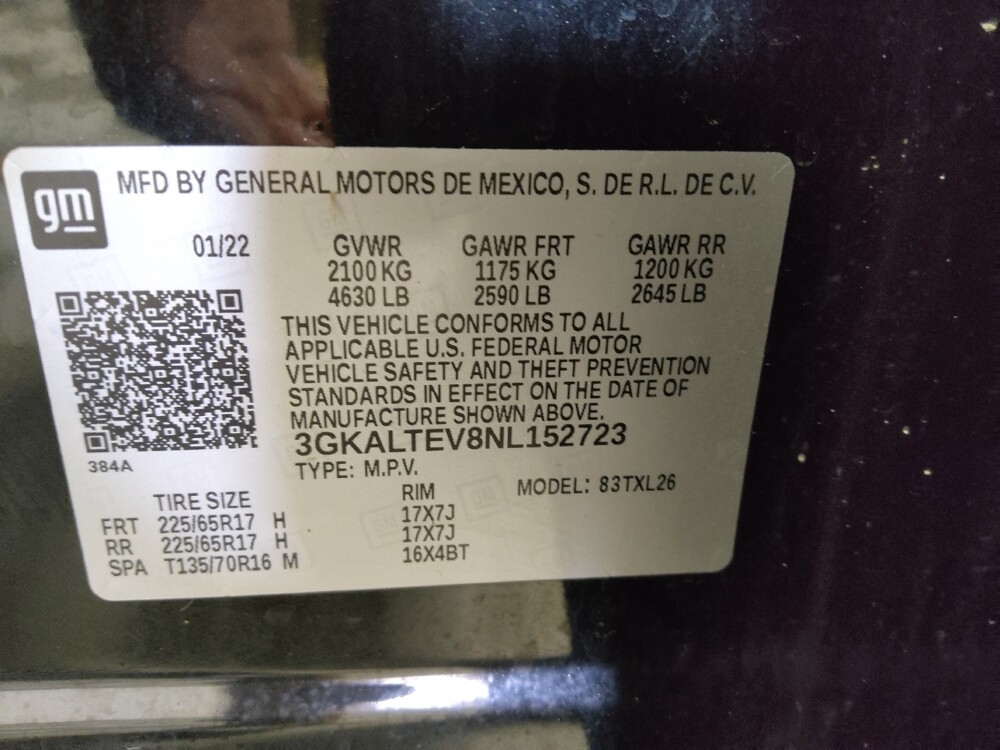 gm
MFD BY GENERAL MOTORS DE MEXICO, S. DE R.L. DE C.V.
01/22 GVWR GAWR FRT GAWR RR
2100 KG 1175 KG 1200 KG
4630 LB 2590 LB 2645 LB
THIS VEHICLE CONFORMS TO ALL
APPLICABLE U.S. FEDERAL MOTOR
VEHICLE SAFETY AND THEFT PREVENTION
STANDARDS IN EFFECT ON THE DATE OF
MANUFACTURE SHOWN ABOVE.
3GKALTEV8NL152723
384A
TYPE: M.P.V. MODEL: 83TXL26
TIRE SIZE RIM
FRT 225/65R17 H 17X7J
RR 225/65R17 H 17X7J
SPA T135/70R16 M 16X4BT